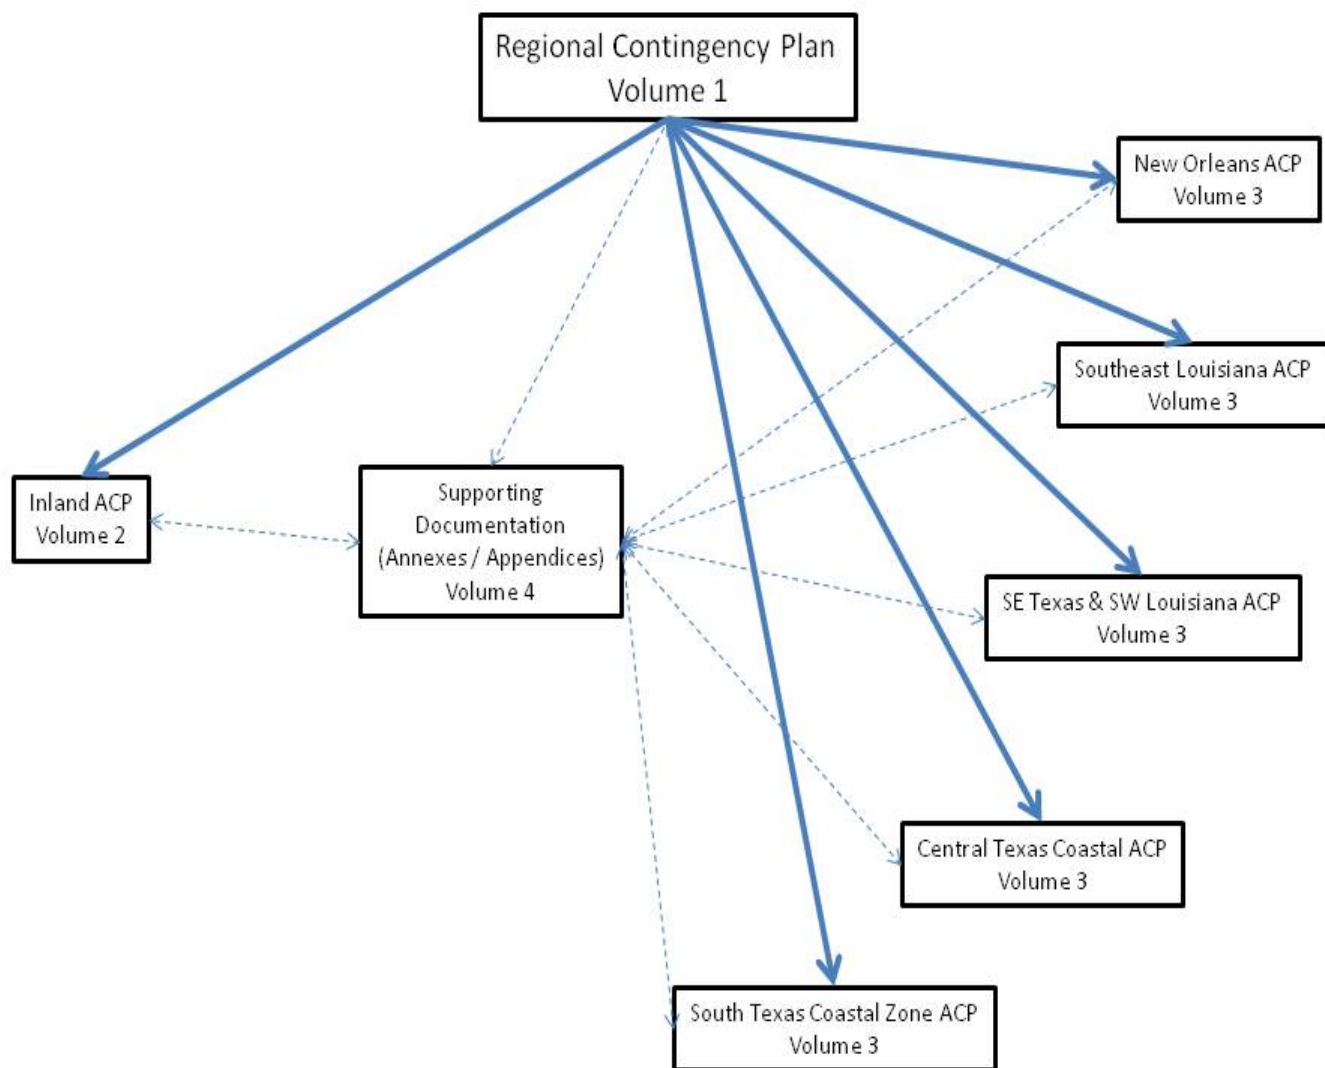 Regional Contingency Plan
Volume 1
New Orleans ACP
Volume 3
Southeast Louisiana ACP
Volume 3
Inland ACP
Volume 2
Supporting
Documentation
(Annexes / Appendices)
Volume 4
SE Texas & SW Louisiana ACP
Volume 3
Central Texas Coastal ACP
Volume 3
South Texas Coastal Zone ACP
Volume 3